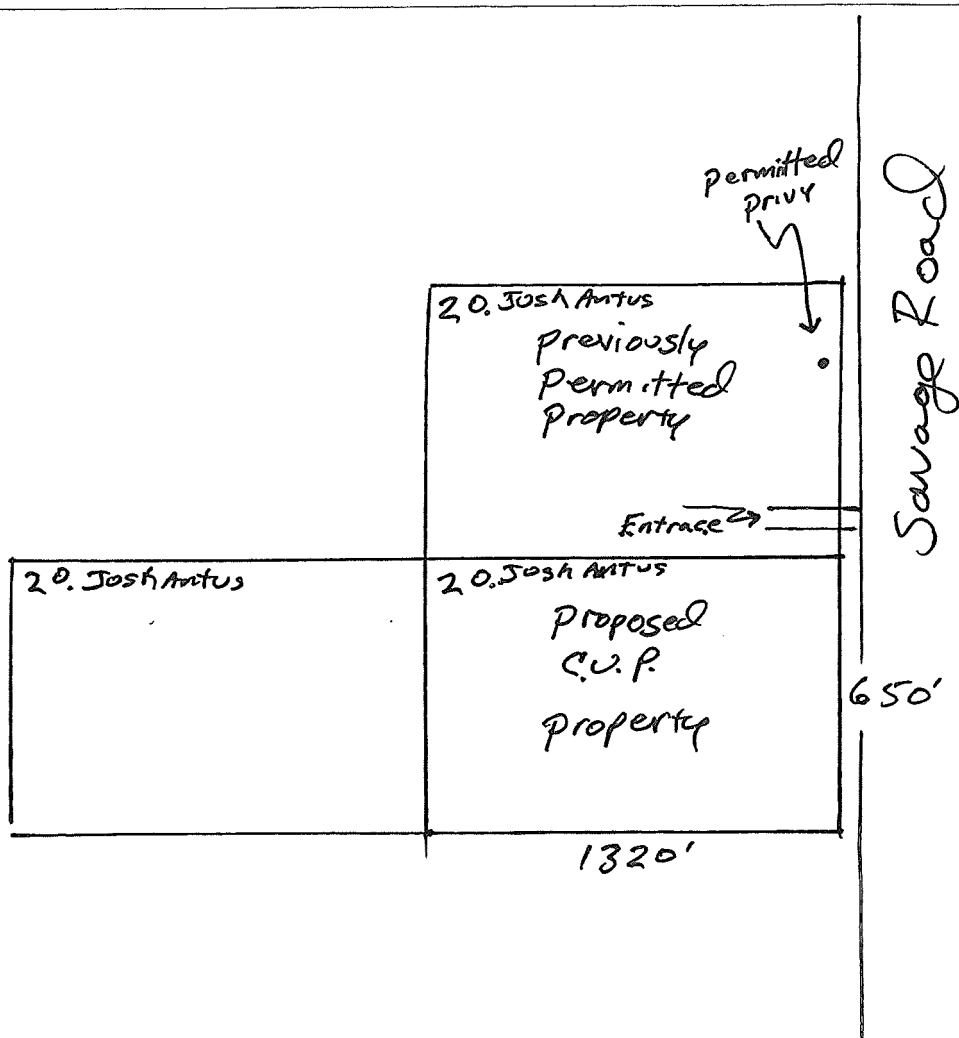 permitted
privy
Savage Road
20. Josh Antus
previously
Permitted
Property
Entrace
20. Josh Antus
20. Josh Antus
proposed
C.U.P.
property
650'
1320'